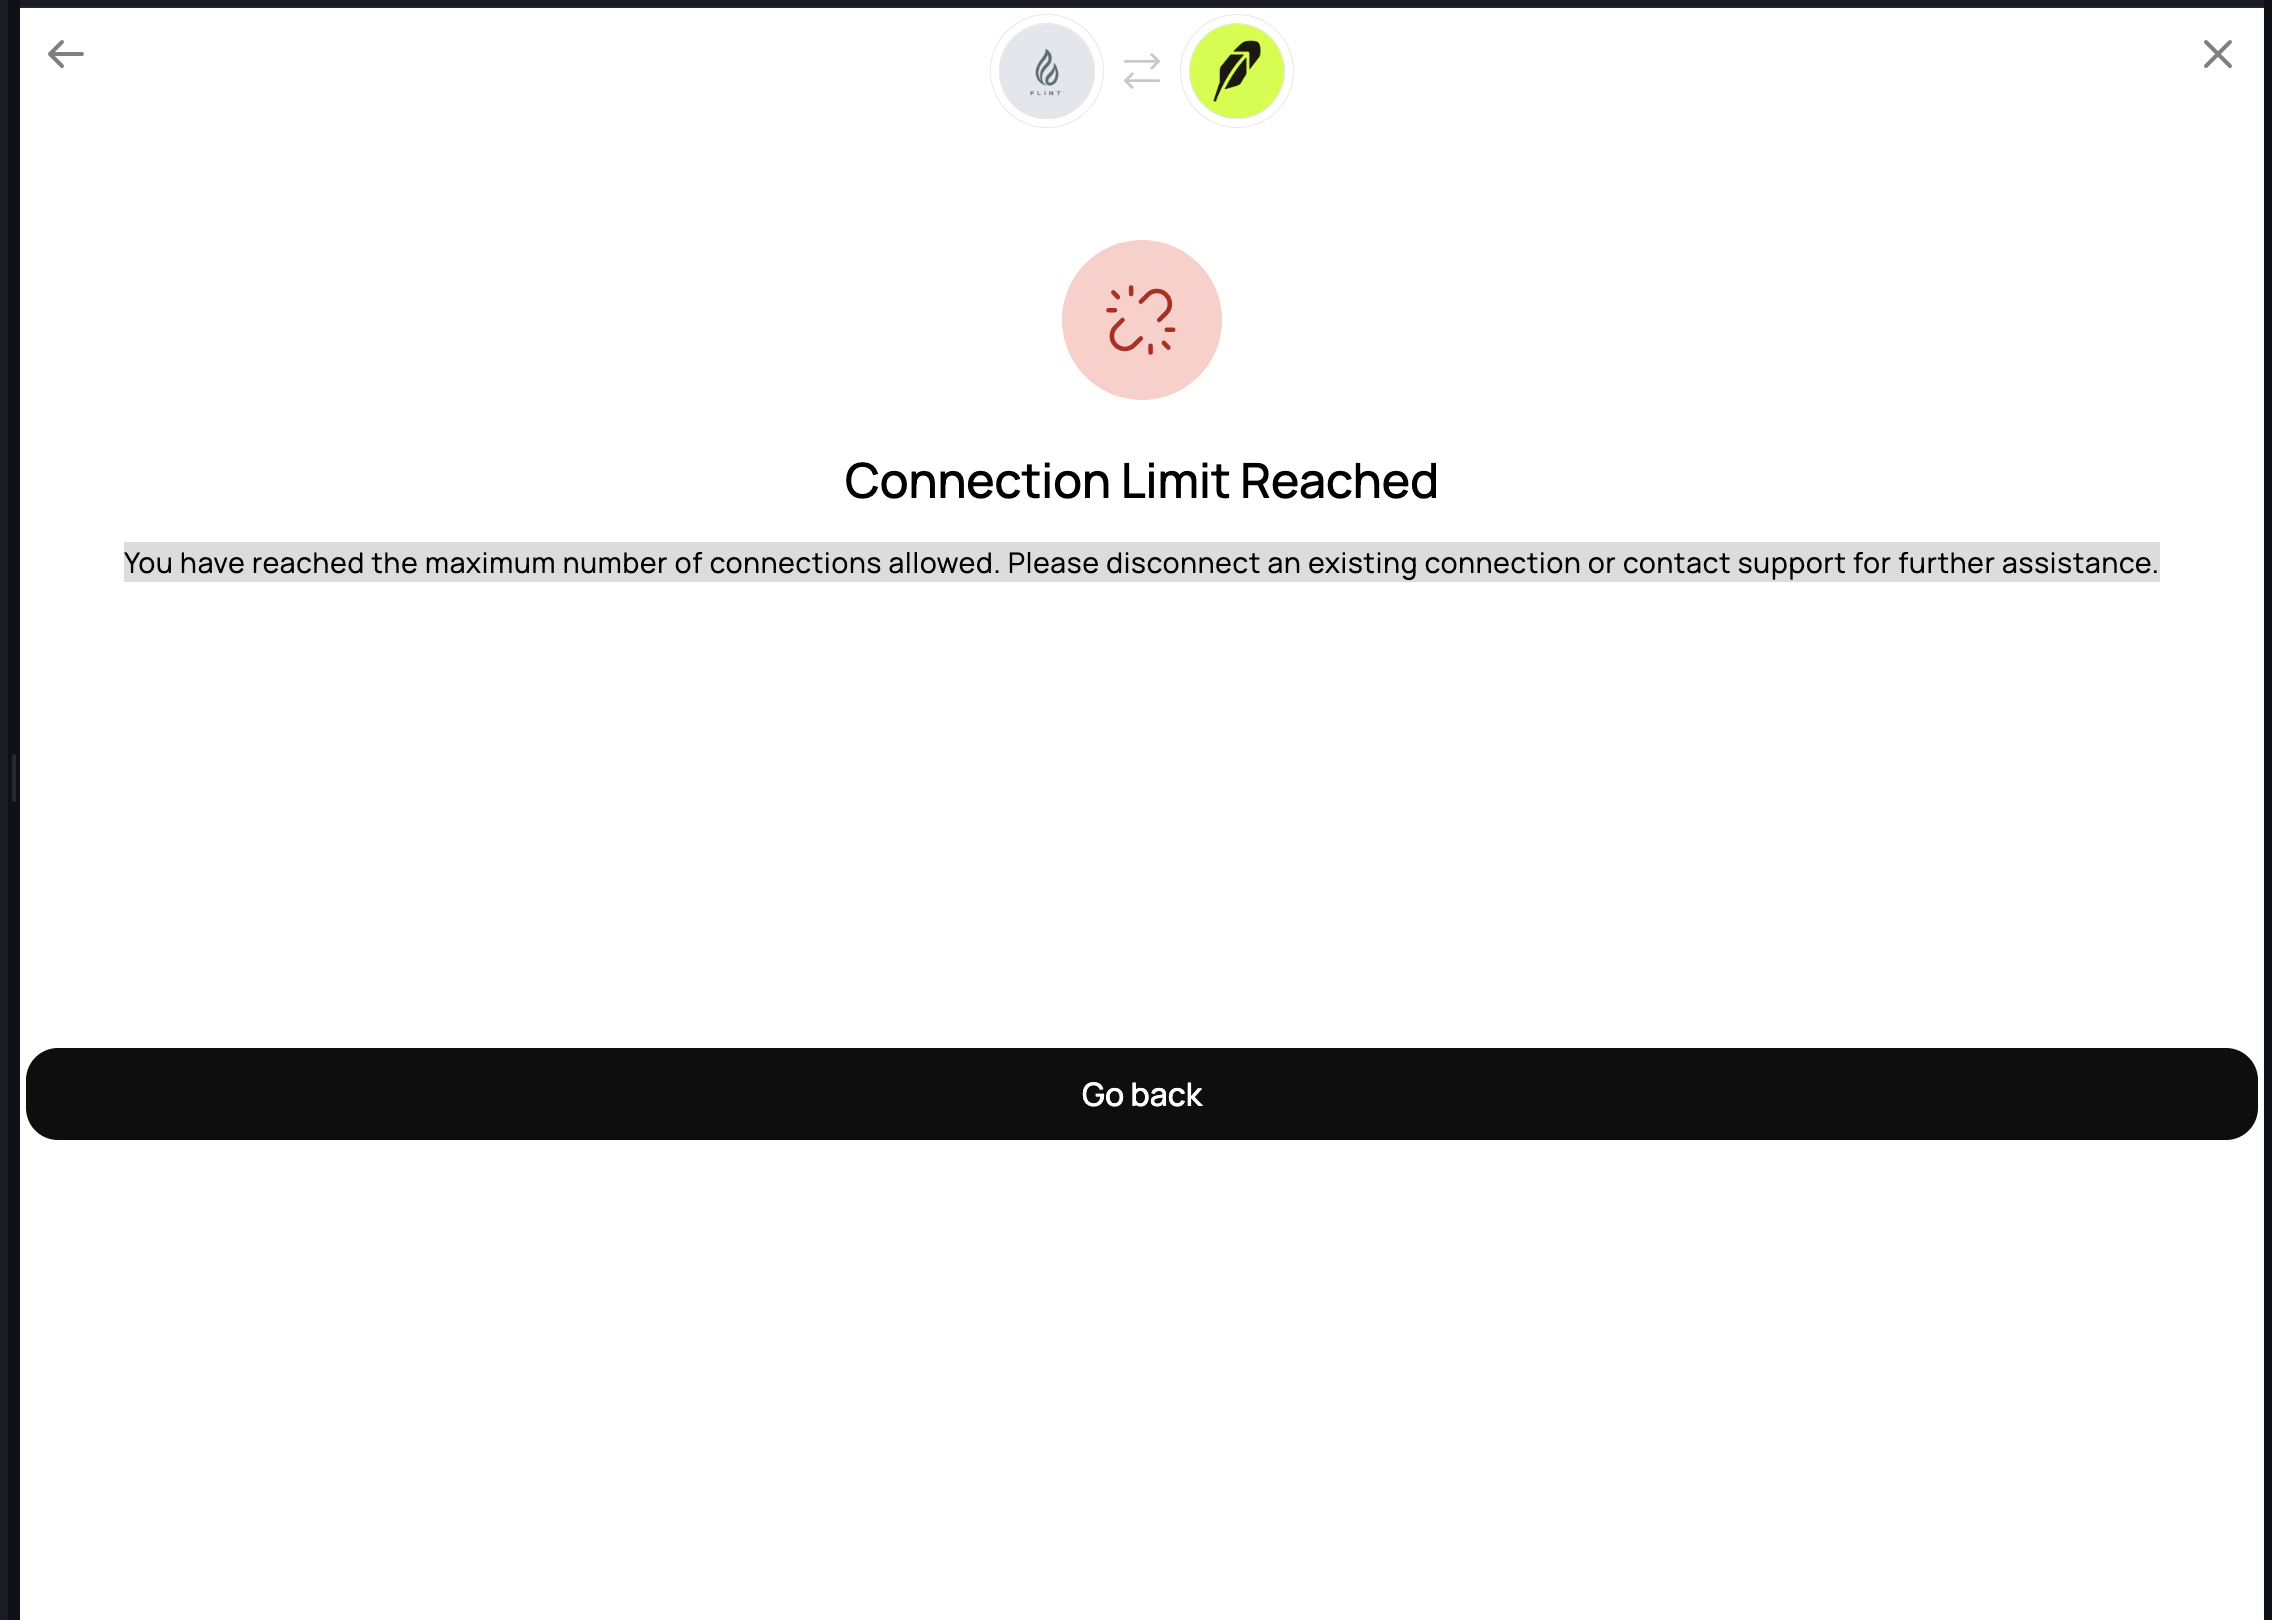 FLINT
Connection Limit Reached
You have reached the maximum number of connections allowed. Please disconnect an existing connection or contact support for further assistance.
Go back